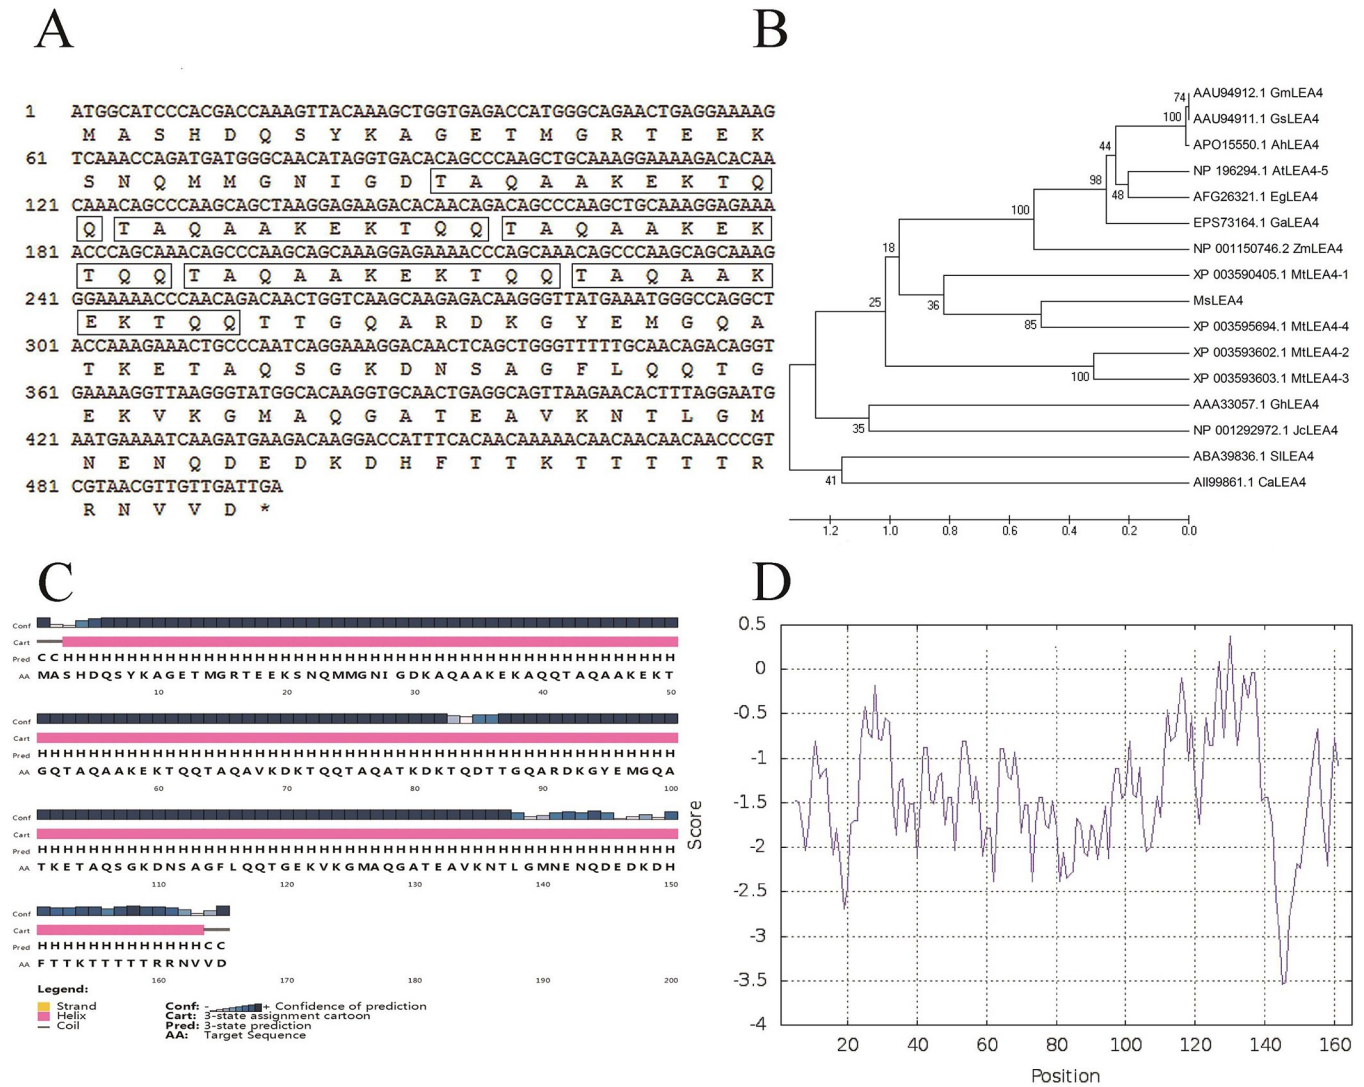 A
1 ATGGCATCCCACGACCAAAGTTACAAAGCTGGTGAGACCATGGGCAGAACTGAGGAAAAG
M A S H D Q S Y K A G E T M G R T E E K
61 TCAAACCAGATGATGGGCAACATAGGTGACACAGCCCAAGCTGCAAAGGAAAAGACACAA
S N Q M M G N I G D T A Q A A K E K T Q
121 CAAACAGCCCAAGCAGCTAAGGAGAAGACACAACAGACAGCCCAAGCTGCAAAGGAGAAA
Q T A Q A A K E K T Q Q T A Q A A K E K
181 ACCCAGCAAACAGCCCAAGCAGCAAAGGAGAAAACCCAGCAAACAGCCCAAGCAGCAAAG
T Q Q T A Q A A K E K T Q Q T A Q A A K
241 GGAAAAACCCAACAGACAACTGGTCAAGCAAGAGACAAGGGTTATGAAATGGGCCAGGCT
E K T Q Q T T G Q A R D K G Y E M G Q A
301 ACCAAAGAAACTGCCCAATCAGGAAAGGACAACTCAGCTGGGTTTTTGCAACAGACAGGT
T K E T A Q S G K D N S A G F L Q Q T G
361 GAAAAGGTTAAGGGTATGGCACAAGGTGCAACTGAGGCAGTTAAGAACACTTTAGGAATG
E K V K G M A Q G A T E A V K N T L G M
421 AATGAAAATCAAGATGAAGACAAGGACCATTTCACAACAAAAACAACAACAACAACCCGT
N E N Q D E D K D H F T T K T T T T T R
481 CGTAACGTTGTTGATTGA
R N V V D *
B
AAU94912.1 GmLEA4
AAU94911.1 GsLEA4
APO15550.1 AhLEA4
NP 196294.1 AtLEA4-5
AFG26321.1 EgLEA4
EPS73164.1 GaLEA4
NP 001150746.2 ZmLEA4
XP 003590405.1 MtLEA4-1
MsLEA4
XP 003595694.1 MtLEA4-4
XP 003593602.1 MtLEA4-2
XP 003593603.1 MtLEA4-3
AAA33057.1 GhLEA4
NP 001292972.1 JcLEA4
ABA39836.1 SlLEA4
AII99861.1 CaLEA4
74
100
44
98
48
100
18
36
25
85
100
35
41
1.2 1.0 0.8 0.6 0.4 0.2 0.0
C
Conf
Cart
Pred CCHHHHHHHHHHHHHHHHHHHHHHHHHHHHHHHHHHHHHHHHHHHHHHHH
AA MASHDQSYKAGETMGRTEEKSNQMMGNIGDKAQAAKEKAQQTAQAAKEKT
10 20 30 40 50
Conf
Cart
Pred HHHHHHHHHHHHHHHHHHHHHHHHHHHHHHHHHHHHHHHHHHHHHHHHHH
AA GQTAQAAKEKTQQTAQAVKDKTQQTAQATKDKTQDTTGQARDKGYEMGQA
60 70 80 90 100
Conf
Cart
Pred HHHHHHHHHHHHHHHHHHHHHHHHHHHHHHHHHHHHHHHHHHHHHHHHHH
AA TKETAQSGKDNSAGFLQQTGEKVKGMAQGATEAVKNTLGMNENQDEDKDH
110 120 130 140 150
Conf
Cart
Pred HHHHHHHHHHHHHCC
AA FTTKTTTTTRRNVVD
160 170 180 190 200
Legend:
Strand
Helix
Coil
Conf: - + Confidence of prediction
Cart: 3-state assignment cartoon
Pred: 3-state prediction
AA: Target Sequence
D
0.5
0
-0.5
-1
-1.5
-2
-2.5
-3
-3.5
-4
Score
20 40 60 80 100 120 140 160
Position